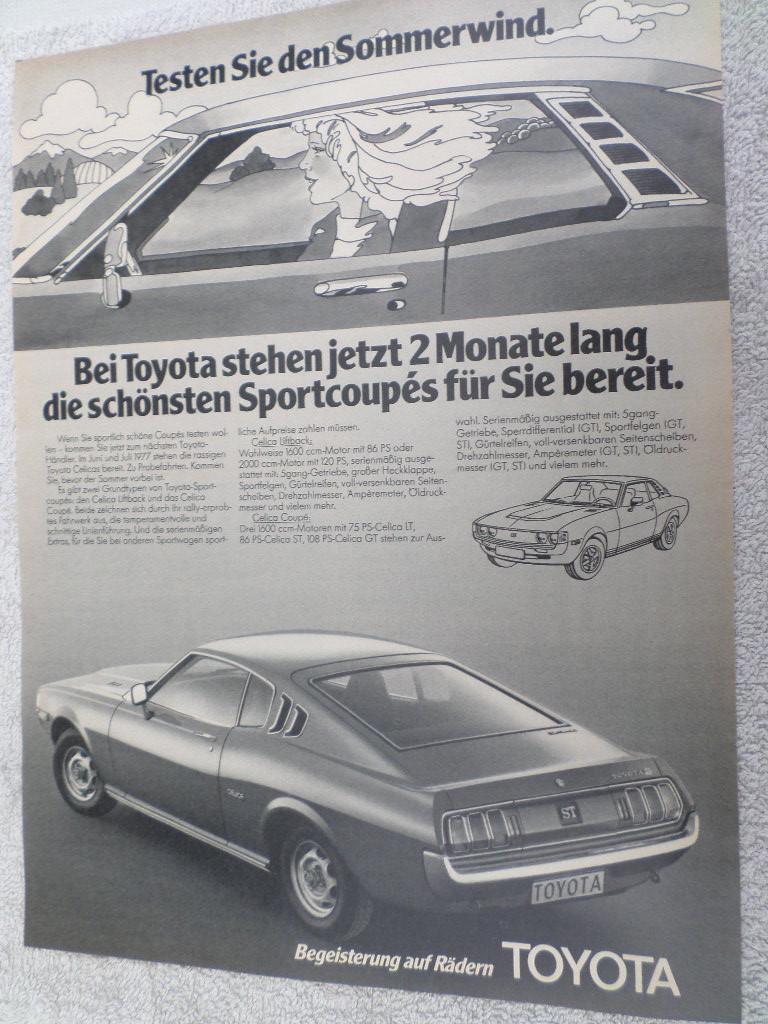 Testen Sie den Sommerwind.
Bei Toyota stehen jetzt 2 Monate lang
die schönsten Sportcoupés für Sie bereit.
Wenn Sie sportlich schöne Coupés testen wol-
len - kommen Sie jetzt zum nächsten Toyota-
Händler. Im Juni und Juli 1977 stehen die rassigen
Toyota Celicas bereit. Zu Probefahrten. Kommen
Sie, bevor der Sommer vorbei ist.
Es gibt zwei Grundtypen von Toyota-Sport-
coupés: den Celica Liftback und das Celica
Coupé. Beide zeichnen sich durch ihr rally-erprob-
tes Fahrwerk aus, die temperamentvolle und
schnittige Linienführung. Und die serienmäßigen
Extras, für die Sie bei anderen Sportwagen sport-
liche Aufpreise zahlen müssen.
Celica Liftback:
Wahlweise 1600 ccm-Motor mit 86 PS oder
2000 ccm-Motor mit 120 PS, serienmäßig ausge-
stattet mit: 5gang-Getriebe, großer Heckklappe,
Sportfelgen, Gürtelreifen, voll-versenkbaren Seiten-
scheiben, Drehzahlmesser, Ampèremeter, Öldruck-
messer und vielem mehr.
Celica Coupé:
Drei 1600 ccm-Motoren mit 75 PS-Celica LT,
86 PS-Celica ST, 108 PS-Celica GT stehen zur Aus-
wahl. Serienmäßig ausgestattet mit: 5gang-
Getriebe, Sperrdifferential (GT), Sportfelgen (GT,
ST), Gürtelreifen, voll-versenkbaren Seitenscheiben,
Drehzahlmesser, Ampèremeter (GT, ST), Öldruck-
messer (GT, ST) und vielem mehr.
CELICA
TOYOTA
ST
TOYOTA
Begeisterung auf Rädern TOYOTA